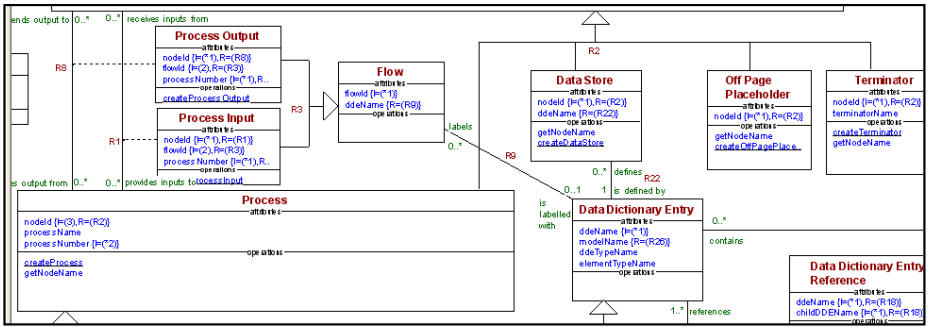 ends output to 0..*
0..* receives inputs from
R8
Process Output
attributes
nodeId {I=(*1),R=(R8)}
flowId {I=(2),R=(R3)}
processNumber {I=(*1),R..
operations
createProcess Output
R1
Process Input
attributes
nodeId {I=(*1),R=(R1)}
flowId {I=(2),R=(R3)}
processNumber {I=(*1),R..
operations
ocessInput
R3
Flow
attributes
flowId {I=(*1)}
ddeName {R=(R9)}
operations
labels
0..*
R9
0..1
is
labelled
with
R2
Data Store
attributes
nodeId {I=(*1),R=(R2)}
ddeName {R=(R22)}
operations
getNodeName
createDataStore
Off Page
Placeholder
attributes
nodeId {I=(*1),R=(R2)}
operations
getNodeName
createOffPagePlace..
Terminator
attributes
nodeId {I=(*1),R=(R2)}
terminatorName
operations
createTerminator
getNodeName
0..* defines
R22
1 is defined by
es output from 0..*
0..* provides inputs to
Process
attributes
nodeId {I=(3),R=(R2)}
processName
processNumber {I=(*2)}
operations
createProcess
getNodeName
Data Dictionary Entry
attributes
ddeName {I=(*1)}
modelName {R=(R26)}
ddeTypeName
elementTypeName
operations
0..*
contains
1..* references
Data Dictionary Entry
Reference
attributes
ddeName {I=(*1),R=(R18)}
childDDEName {I=(*1),R=(R18)}